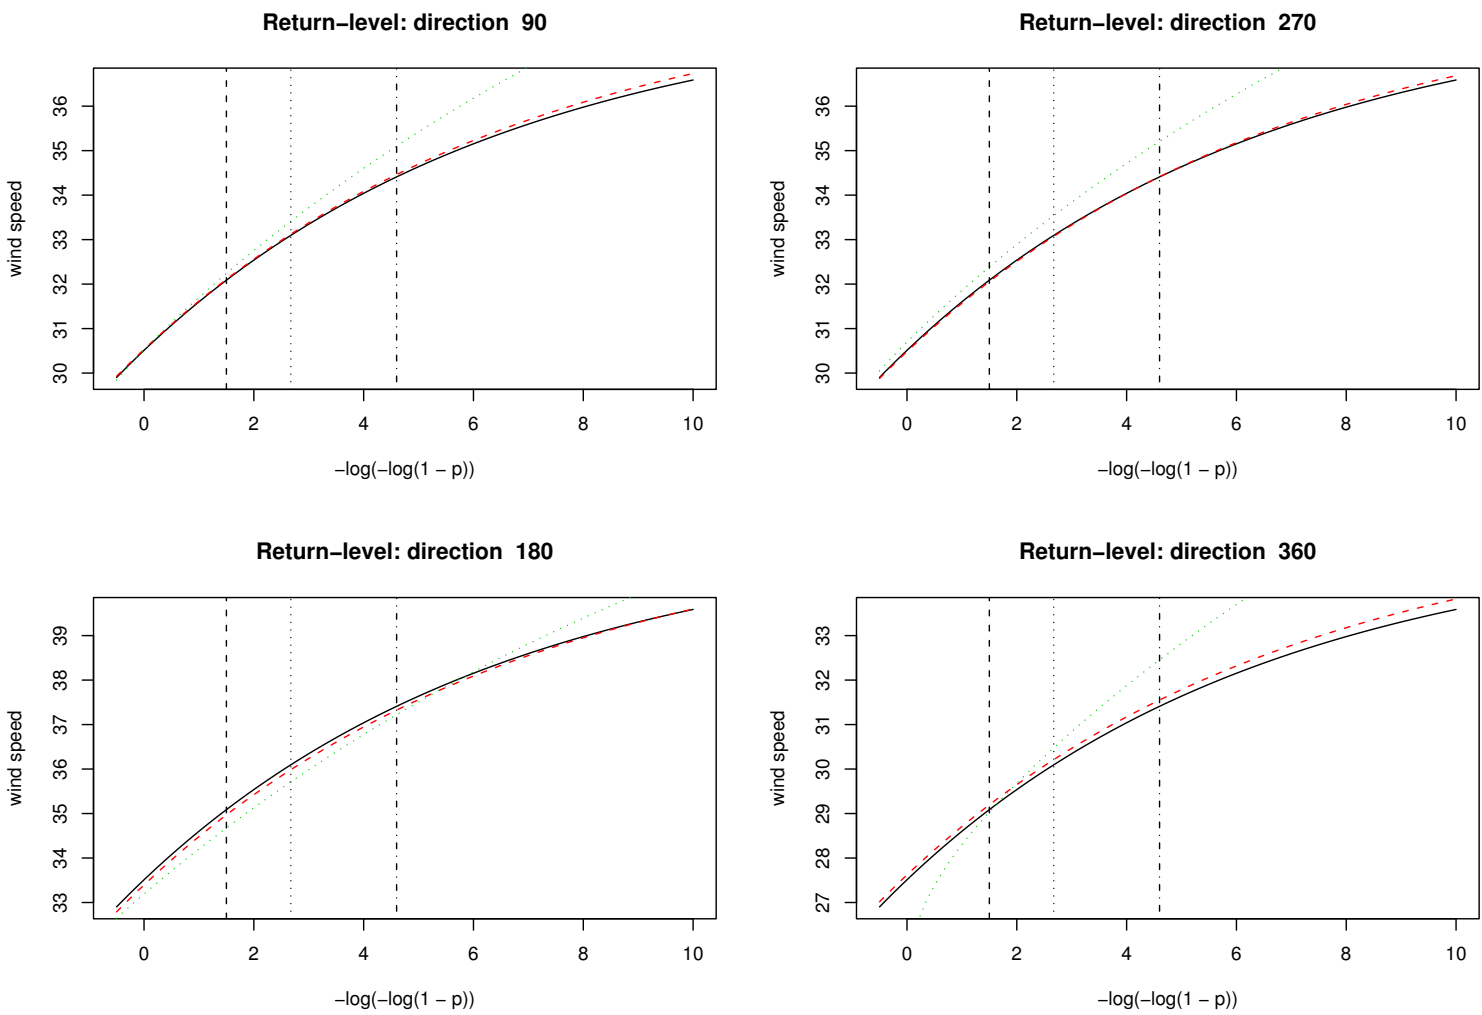 Return−level: direction  90
wind speed
36
35
34
33
32
31
30
0 2 4 6 8 10
−log(−log(1 − p))
Return−level: direction  270
wind speed
36
35
34
33
32
31
30
0 2 4 6 8 10
−log(−log(1 − p))
Return−level: direction  180
wind speed
39
38
37
36
35
34
33
0 2 4 6 8 10
−log(−log(1 − p))
Return−level: direction  360
wind speed
33
32
31
30
29
28
27
0 2 4 6 8 10
−log(−log(1 − p))